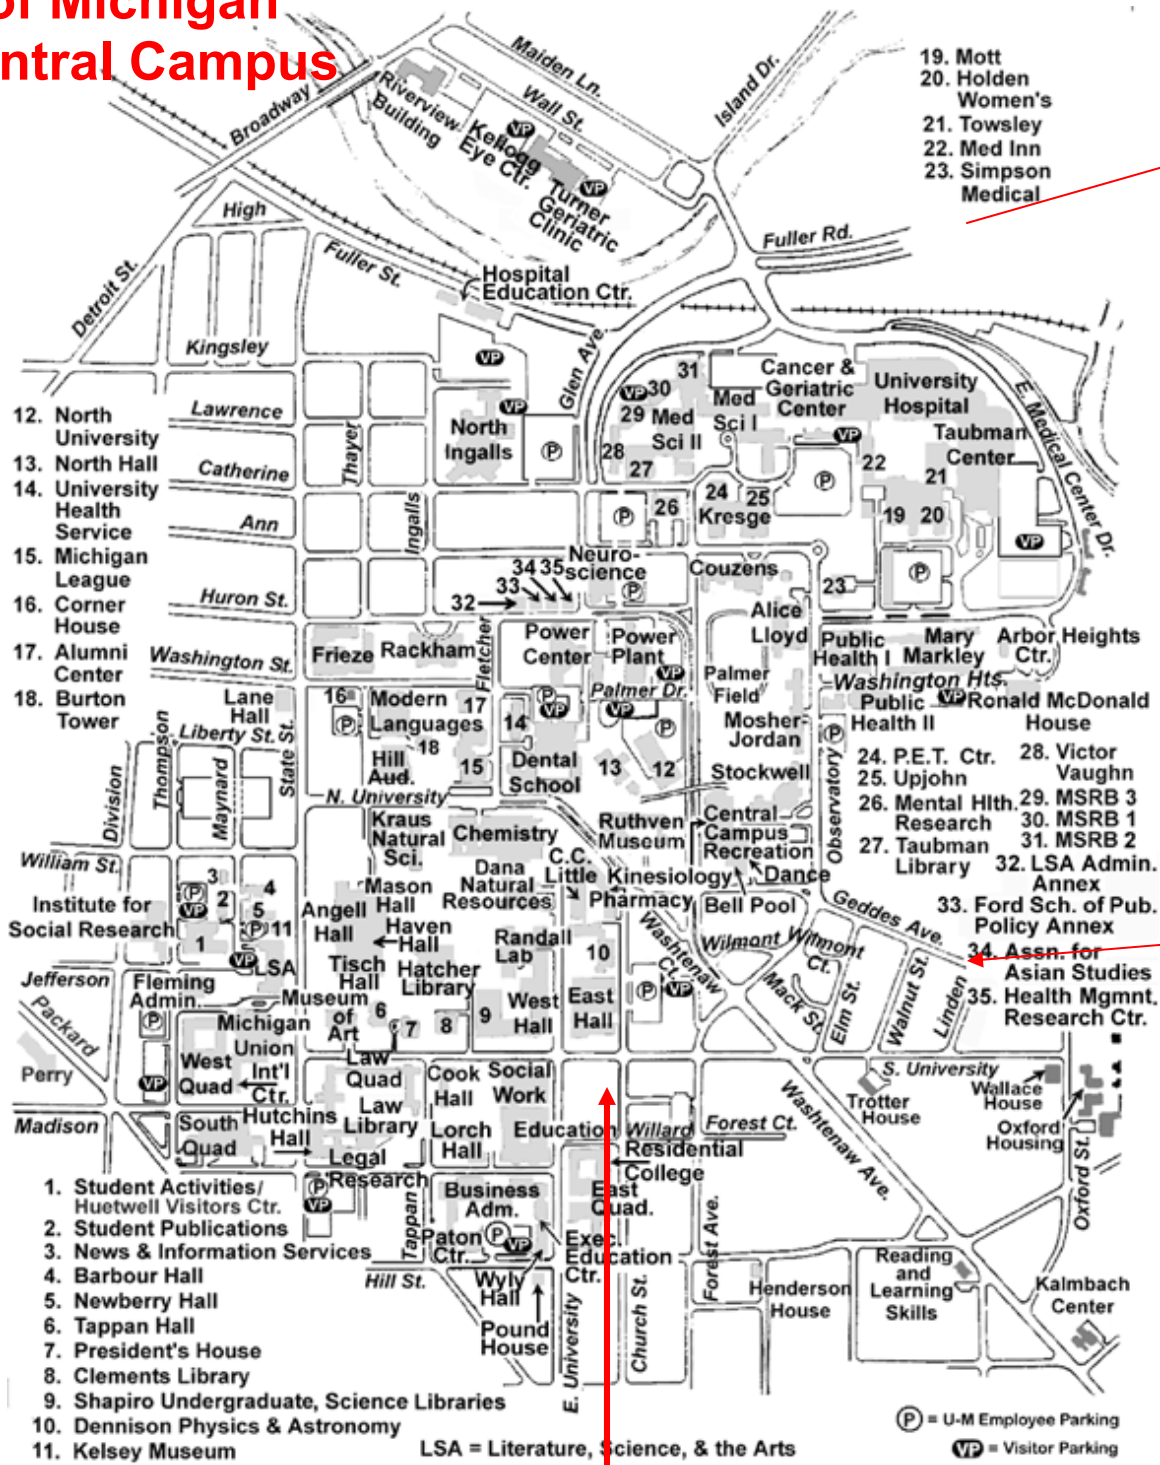 of Michigan
ntral Campus
Maiden Ln.
Wall St.
Island Dr.
Broadway
Riverview
Building
Kellogg
Eye Ctr.
VP
Turner
Geriatric
Clinic
VP
19. Mott
20. Holden
Women's
21. Towsley
22. Med Inn
23. Simpson
Medical
High
Fuller St.
Fuller Rd.
Detroit St.
Hospital
Education Ctr.
Kingsley
VP
Glen Ave.
Lawrence
Catherine
Ann
Thayer
Ingalls
North
Ingalls
VP
P
31
VP 30
29 Med
Sci II
28
27
Med
Sci I
Cancer &
Geriatric
Center
University
Hospital
Taubman
Center
VP
22
21
P
E. Medical Center Dr.
12. North
University
13. North Hall
14. University
Health
Service
15. Michigan
League
16. Corner
House
17. Alumni
Center
18. Burton
Tower
P
26
24
25
Kresge
19
20
VP
Neuro-
science
P
Couzens
23
P
Huron St.
34 35
33
32
Alice
Lloyd
Public
Health I
Mary
Markley
Arbor Heights
Ctr.
Washington St.
Frieze
Rackham
Fletcher
Power
Center
Power
Plant
VP
Palmer Dr.
Palmer
Field
Washington Hts.
Public
Health II
VP Ronald McDonald
House
Lane
Hall
Liberty St.
State St.
16
P
Modern
Languages
17
18
Hill
Aud.
15
14
P
VP
Dental
School
VP
P
13
12
Mosher-
Jordan
Stockwell
P
Observatory
24. P.E.T. Ctr.
25. Upjohn
26. Mental Hlth.
Research
27. Taubman
Library
28. Victor
Vaughn
29. MSRB 3
30. MSRB 1
31. MSRB 2
32. LSA Admin.
Annex
33. Ford Sch. of Pub.
Policy Annex
34. Assn. for
Asian Studies
35. Health Mgmnt.
Research Ctr.
Division
Thompson
Maynard
N. University
Kraus
Natural
Sci.
Chemistry
Ruthven
Museum
Central
Campus
Recreation
William St.
3
P
VP
2
4
5
P 11
1
VP
Institute for
Social Research
LSA
Dana
Natural
Resources
C.C.
Little
Kinesiology
Dance
Pharmacy
Bell Pool
Mason
Hall
Angell
Hall
Haven
Hall
Tisch
Hall
Hatcher
Library
Randall
Lab
10
Geddes Ave.
Washtenaw
Ct.
Washtenaw
Wilmont
Witmont
Ct.
Mack St.
Elm St.
Walnut St.
Linden
P
VP
Jefferson
Fleming
Admin.
P
VP
Packard
Perry
Madison
Museum
of
Art
6
7
8
9
West
Hall
East
Hall
Michigan
Union
West
Quad
Int'l
Ctr.
Law
Quad
Law
Library
Cook
Hall
Social
Work
S. University
Trotter
House
Wallace
House
Oxford
Housing
Oxford St.
South
Quad
Hutchins
Hall
Legal
Research
Lorch
Hall
Education
Willard
Forest Ct.
Residential
College
Washtenaw Ave.
P
VP
Tappan
Business
Adm.
Paton
Ctr.
P
VP
East
Quad.
Exec.
Education
Ctr.
Forest Ave.
Hill St.
Wyly
Hall
Pound
House
E. University
Church St.
Henderson
House
Reading
and
Learning
Skills
Kalmbach
Center
1. Student Activities/
Huetwell Visitors Ctr.
2. Student Publications
3. News & Information Services
4. Barbour Hall
5. Newberry Hall
6. Tappan Hall
7. President's House
8. Clements Library
9. Shapiro Undergraduate, Science Libraries
10. Dennison Physics & Astronomy
11. Kelsey Museum
LSA = Literature, Science, & the Arts
P = U-M Employee Parking
VP = Visitor Parking